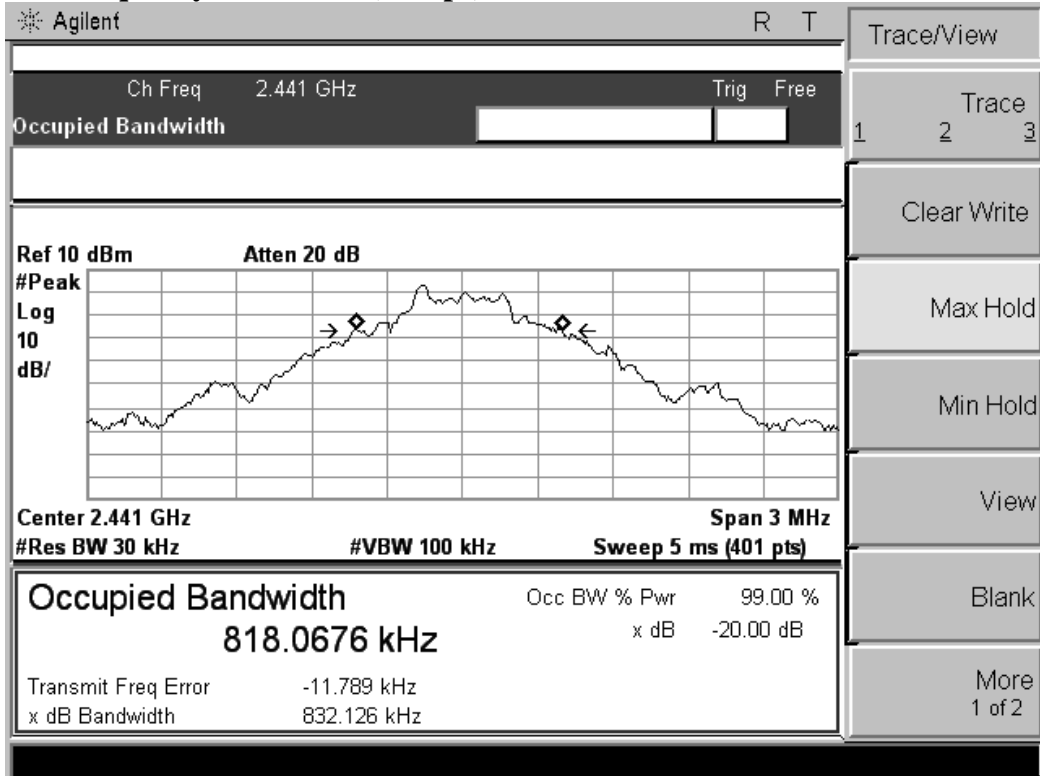 Agilent R T
Trace/View
Ch Freq 2.441 GHz Trig Free
Occupied Bandwidth
Trace
1 2 3
Clear Write
Max Hold
Min Hold
View
Blank
More
1 of 2
Ref 10 dBm Atten 20 dB
#Peak
Log
10
dB/
Center 2.441 GHz Span 3 MHz
#Res BW 30 kHz #VBW 100 kHz Sweep 5 ms (401 pts)
Occupied Bandwidth
818.0676 kHz
Occ BW % Pwr 99.00 %
x dB -20.00 dB
Transmit Freq Error -11.789 kHz
x dB Bandwidth 832.126 kHz